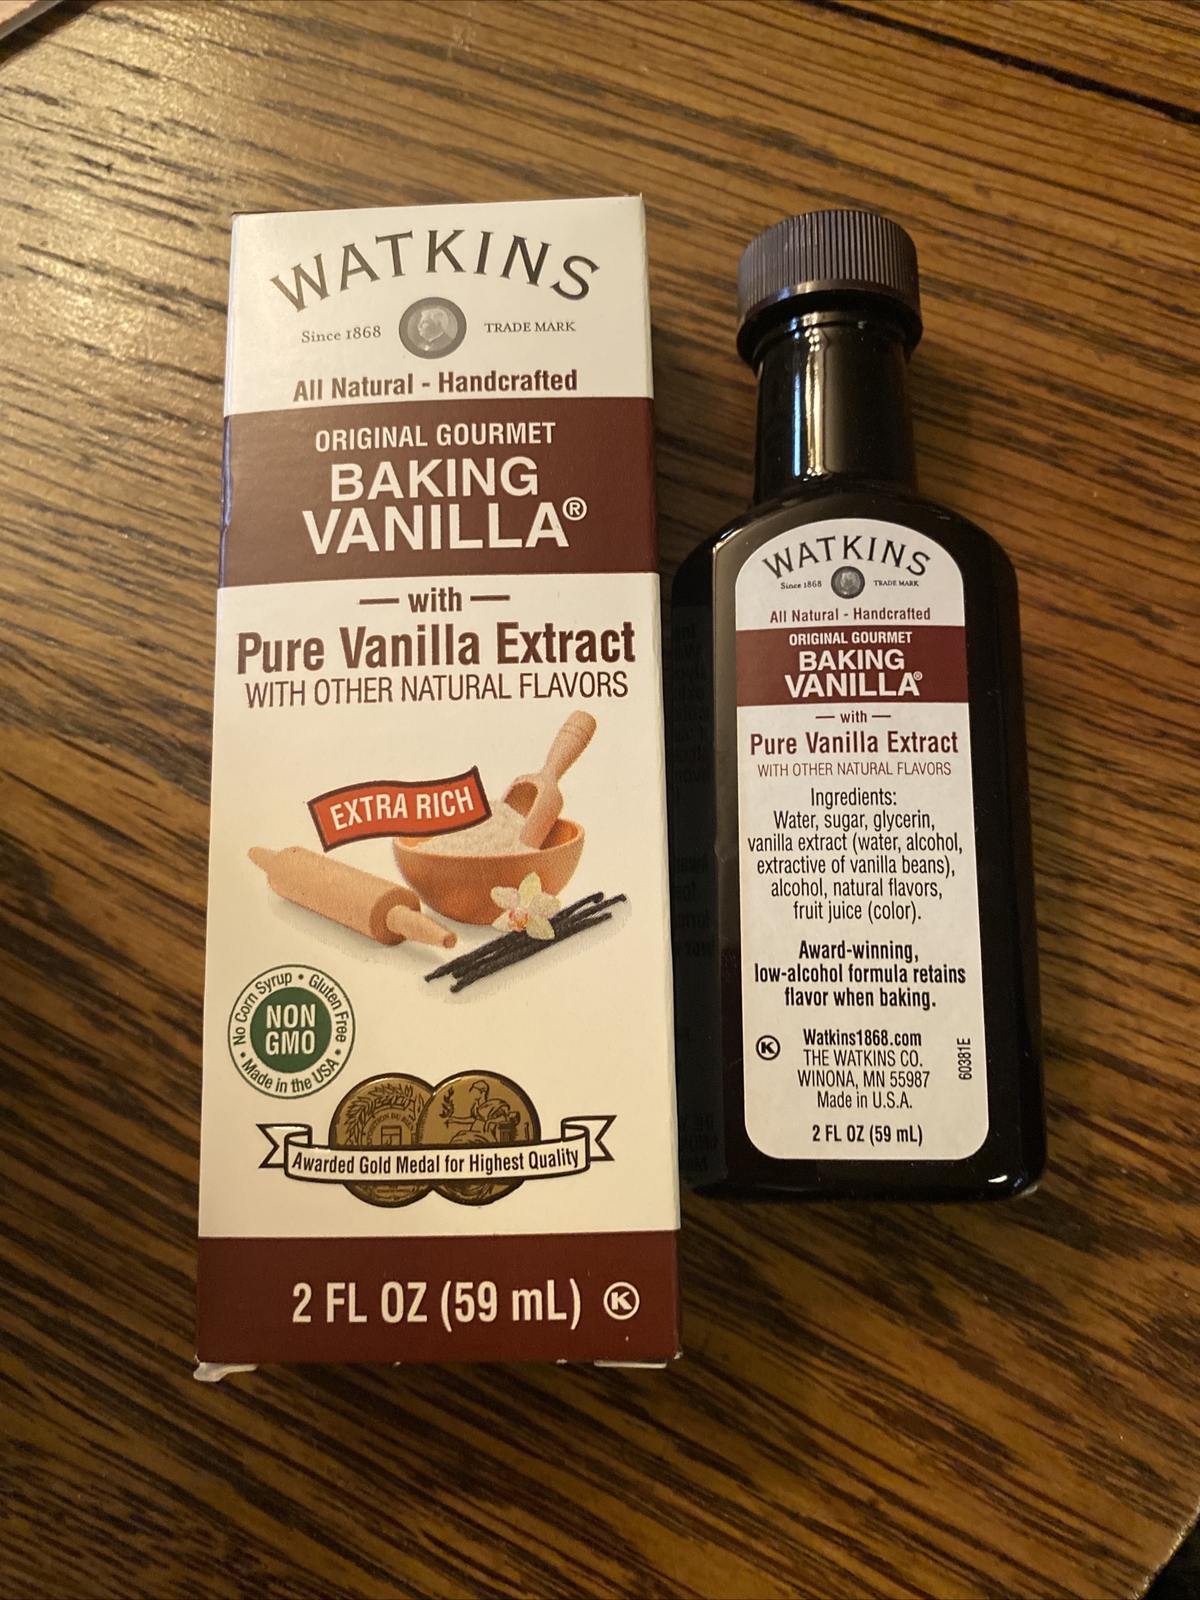 WATKINS
Since 1868 TRADE MARK
All Natural - Handcrafted
ORIGINAL GOURMET
BAKING
VANILLA®
— with —
Pure Vanilla Extract
WITH OTHER NATURAL FLAVORS
EXTRA RICH
No Corn Syrup • Gluten Free • Made in the USA •
NON
GMO
Awarded Gold Medal for Highest Quality
2 FL OZ (59 mL) K
WATKINS
Since 1868 TRADE MARK
All Natural - Handcrafted
ORIGINAL GOURMET
BAKING
VANILLA®
— with —
Pure Vanilla Extract
WITH OTHER NATURAL FLAVORS
Ingredients:
Water, sugar, glycerin,
vanilla extract (water, alcohol,
extractive of vanilla beans),
alcohol, natural flavors,
fruit juice (color).
Award-winning,
low-alcohol formula retains
flavor when baking.
K
Watkins1868.com
THE WATKINS CO.
WINONA, MN 55987
Made in U.S.A.
60381E
2 FL OZ (59 mL)